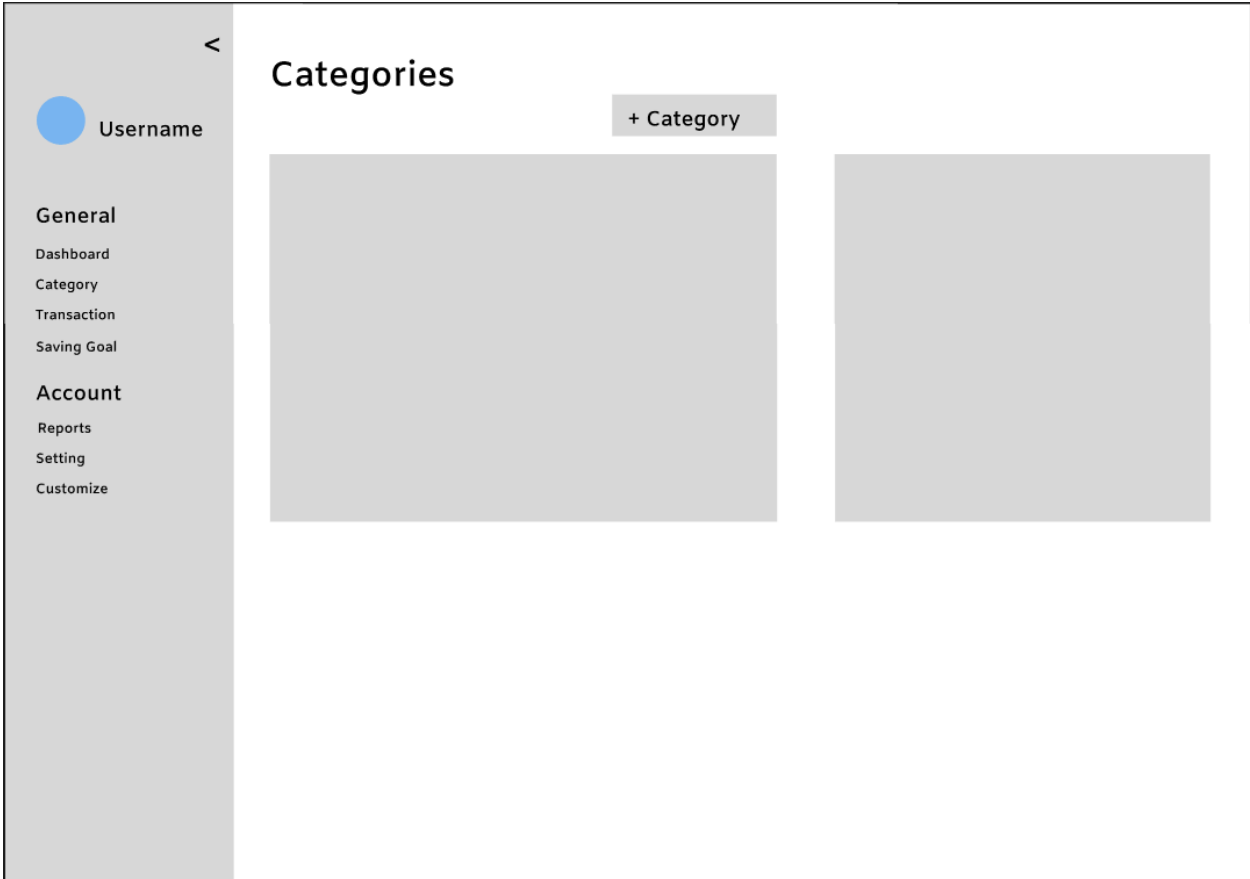 <
Username
General
Dashboard
Category
Transaction
Saving Goal
Account
Reports
Setting
Customize
Categories
+ Category